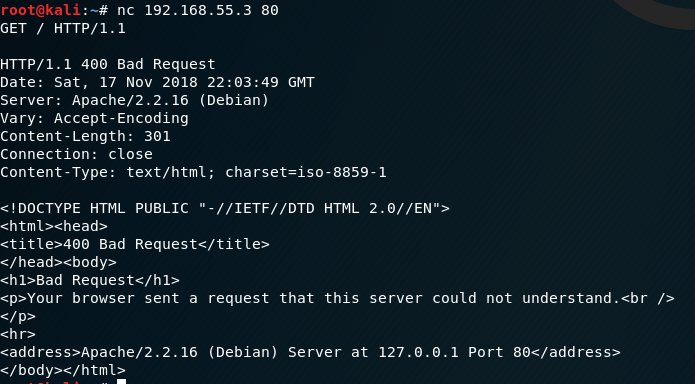 root@kali:~# nc 192.168.55.3 80
GET / HTTP/1.1
HTTP/1.1 400 Bad Request
Date: Sat, 17 Nov 2018 22:03:49 GMT
Server: Apache/2.2.16 (Debian)
Vary: Accept-Encoding
Content-Length: 301
Connection: close
Content-Type: text/html; charset=iso-8859-1
<!DOCTYPE HTML PUBLIC "-//IETF//DTD HTML 2.0//EN">
<html><head>
<title>400 Bad Request</title>
</head><body>
<h1>Bad Request</h1>
<p>Your browser sent a request that this server could not understand.<br />
</p>
<hr>
<address>Apache/2.2.16 (Debian) Server at 127.0.0.1 Port 80</address>
</body></html>